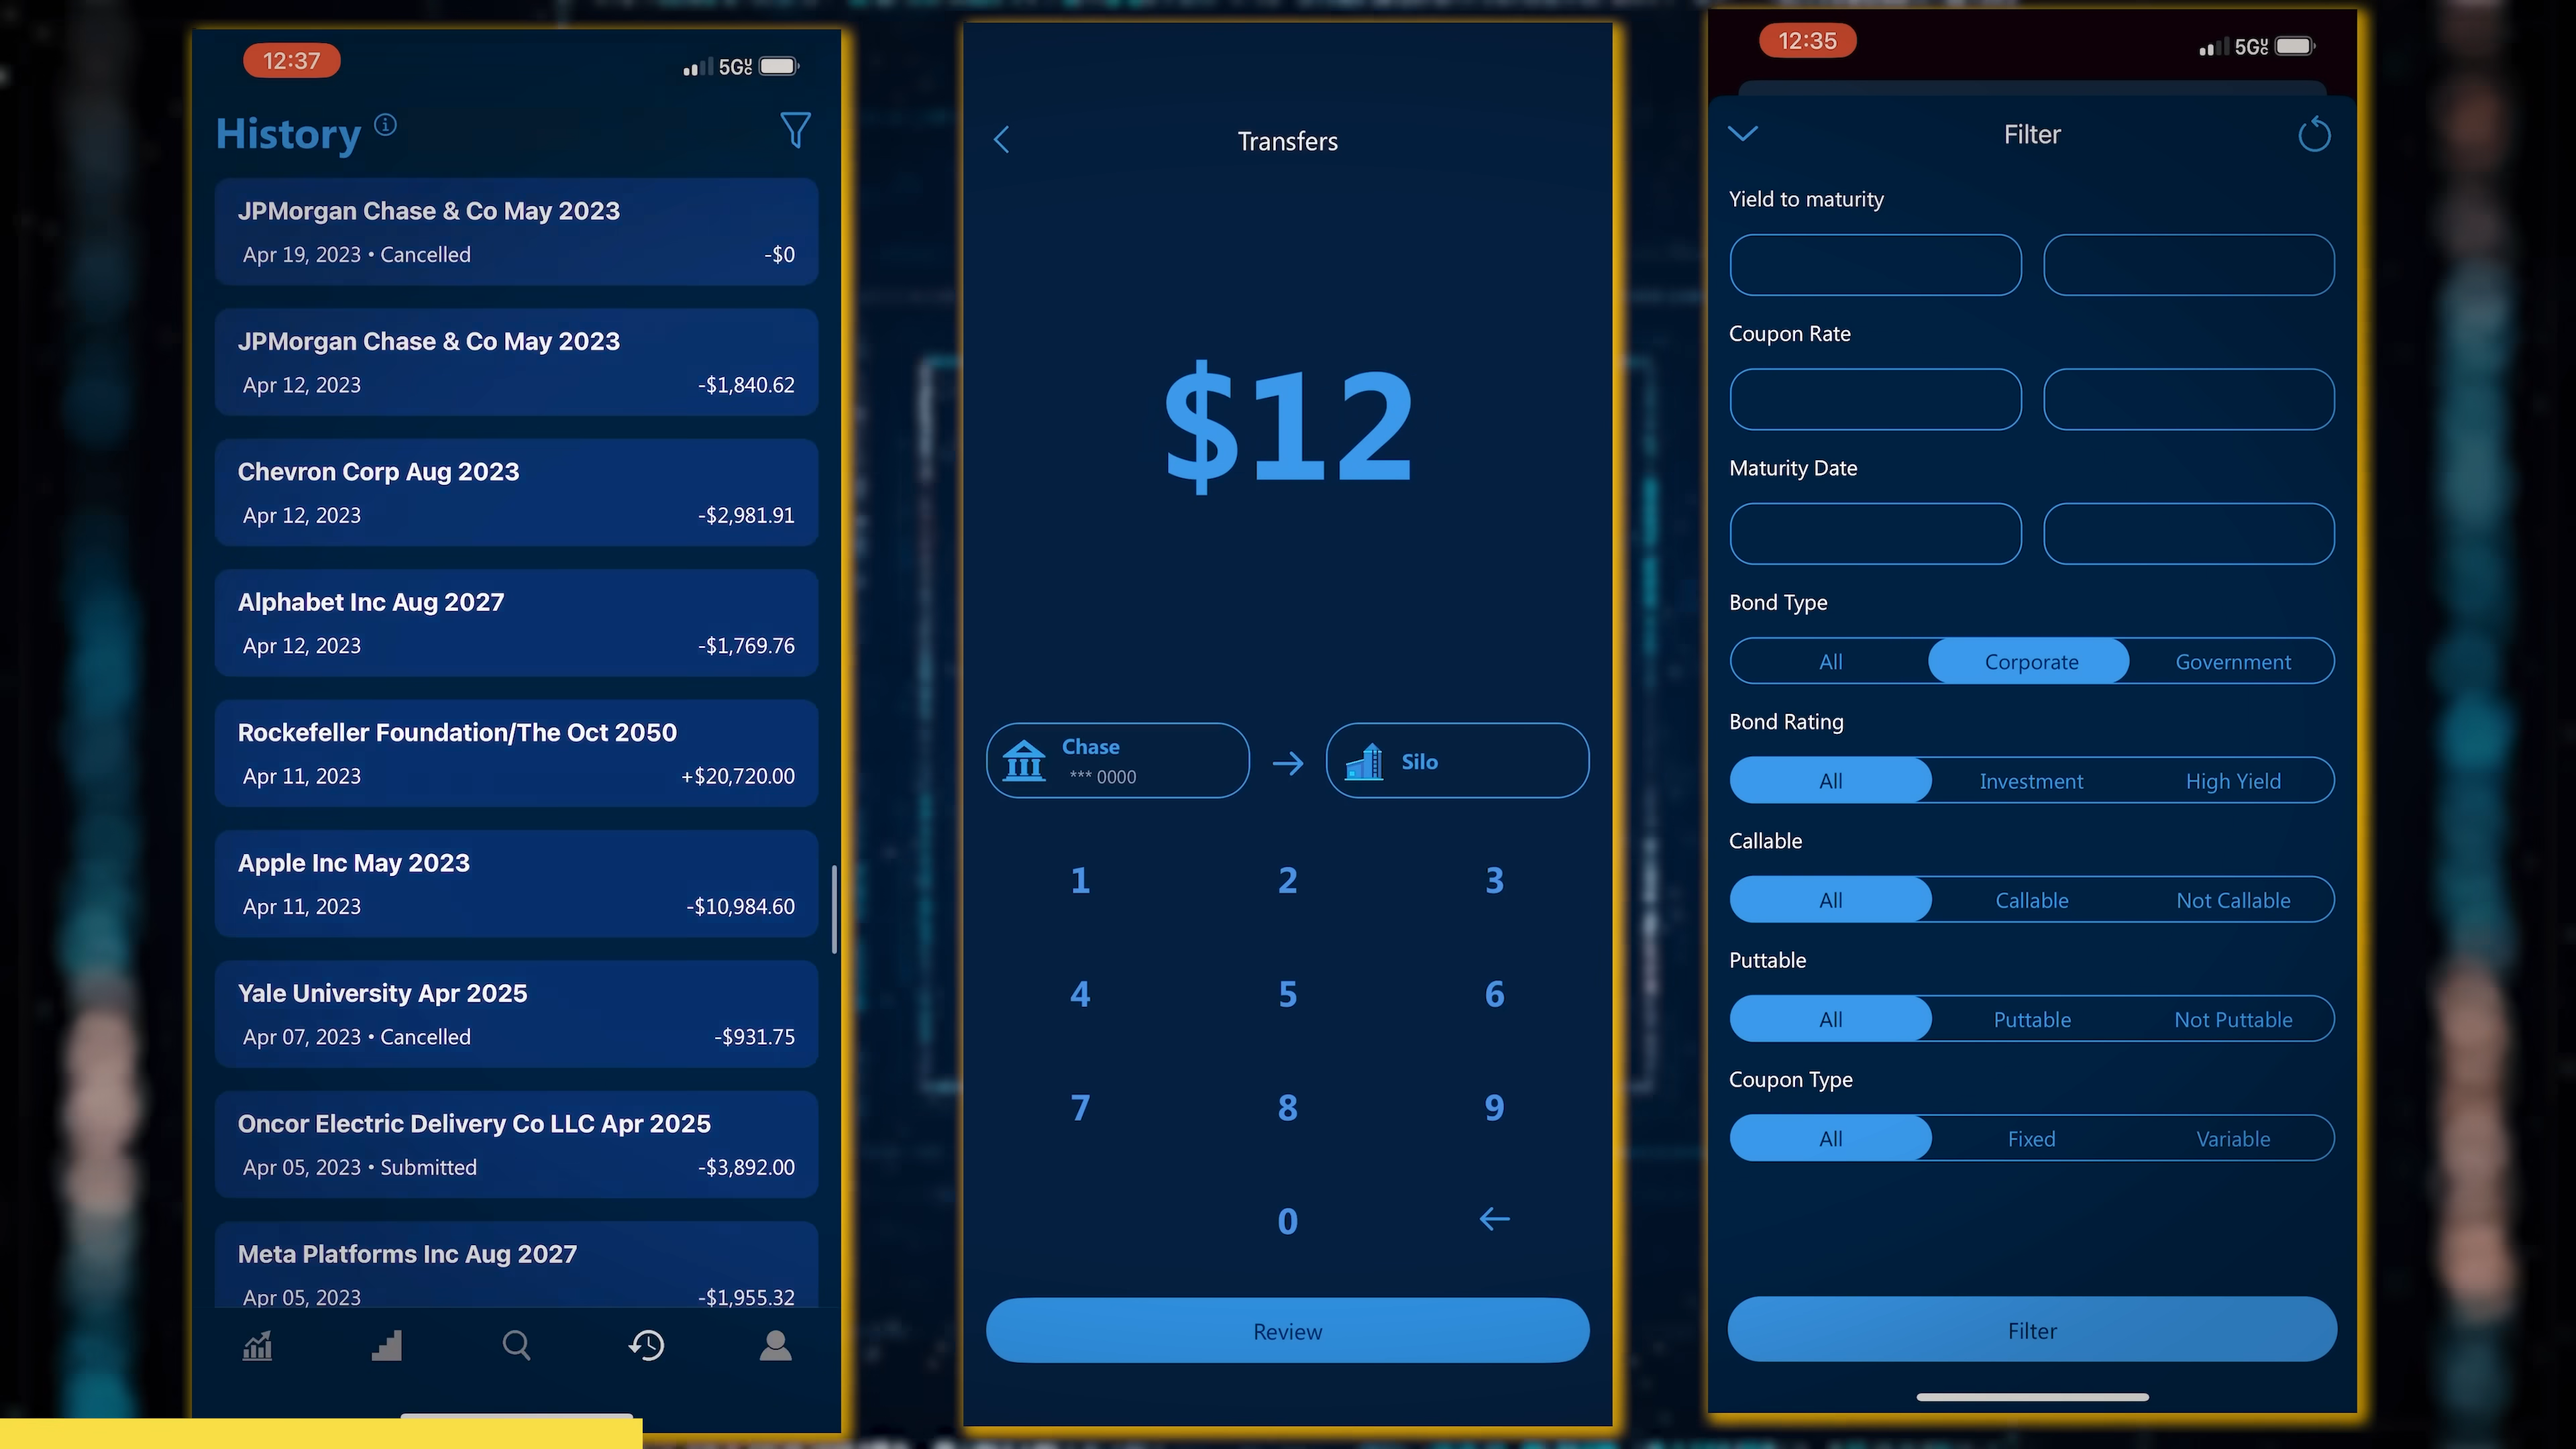 12:37
5GUC
History
JPMorgan Chase & Co May 2023
Apr 19, 2023 • Cancelled -$0
JPMorgan Chase & Co May 2023
Apr 12, 2023 -$1,840.62
Chevron Corp Aug 2023
Apr 12, 2023 -$2,981.91
Alphabet Inc Aug 2027
Apr 12, 2023 -$1,769.76
Rockefeller Foundation/The Oct 2050
Apr 11, 2023 +$20,720.00
Apple Inc May 2023
Apr 11, 2023 -$10,984.60
Yale University Apr 2025
Apr 07, 2023 • Cancelled -$931.75
Oncor Electric Delivery Co LLC Apr 2025
Apr 05, 2023 • Submitted -$3,892.00
Meta Platforms Inc Aug 2027
Apr 05, 2023 -$1,955.32
Transfers
$12
Chase
*** 0000
Silo
1 2 3
4 5 6
7 8 9
0
Review
12:35
5GUC
Filter
Yield to maturity
Coupon Rate
Maturity Date
Bond Type
All Corporate Government
Bond Rating
All Investment High Yield
Callable
All Callable Not Callable
Puttable
All Puttable Not Puttable
Coupon Type
All Fixed Variable
Filter